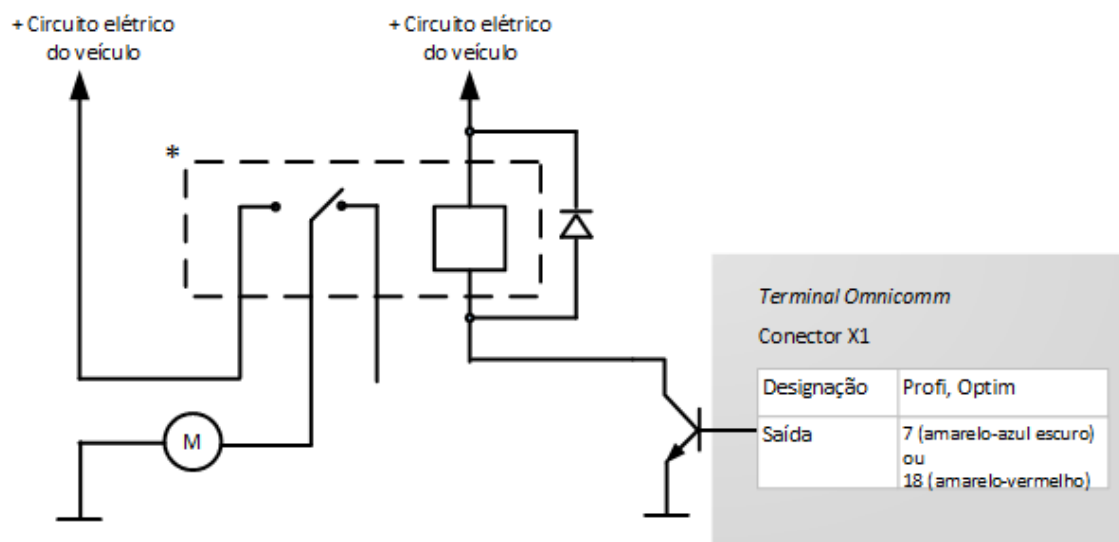 + Circuito elétrico
do veículo
+ Circuito elétrico
do veículo
*
M
Terminal Omnicomm
Conector X1
Designação
Profi, Optim
Saída
7 (amarelo-azul escuro)
ou
18 (amarelo-vermelho)